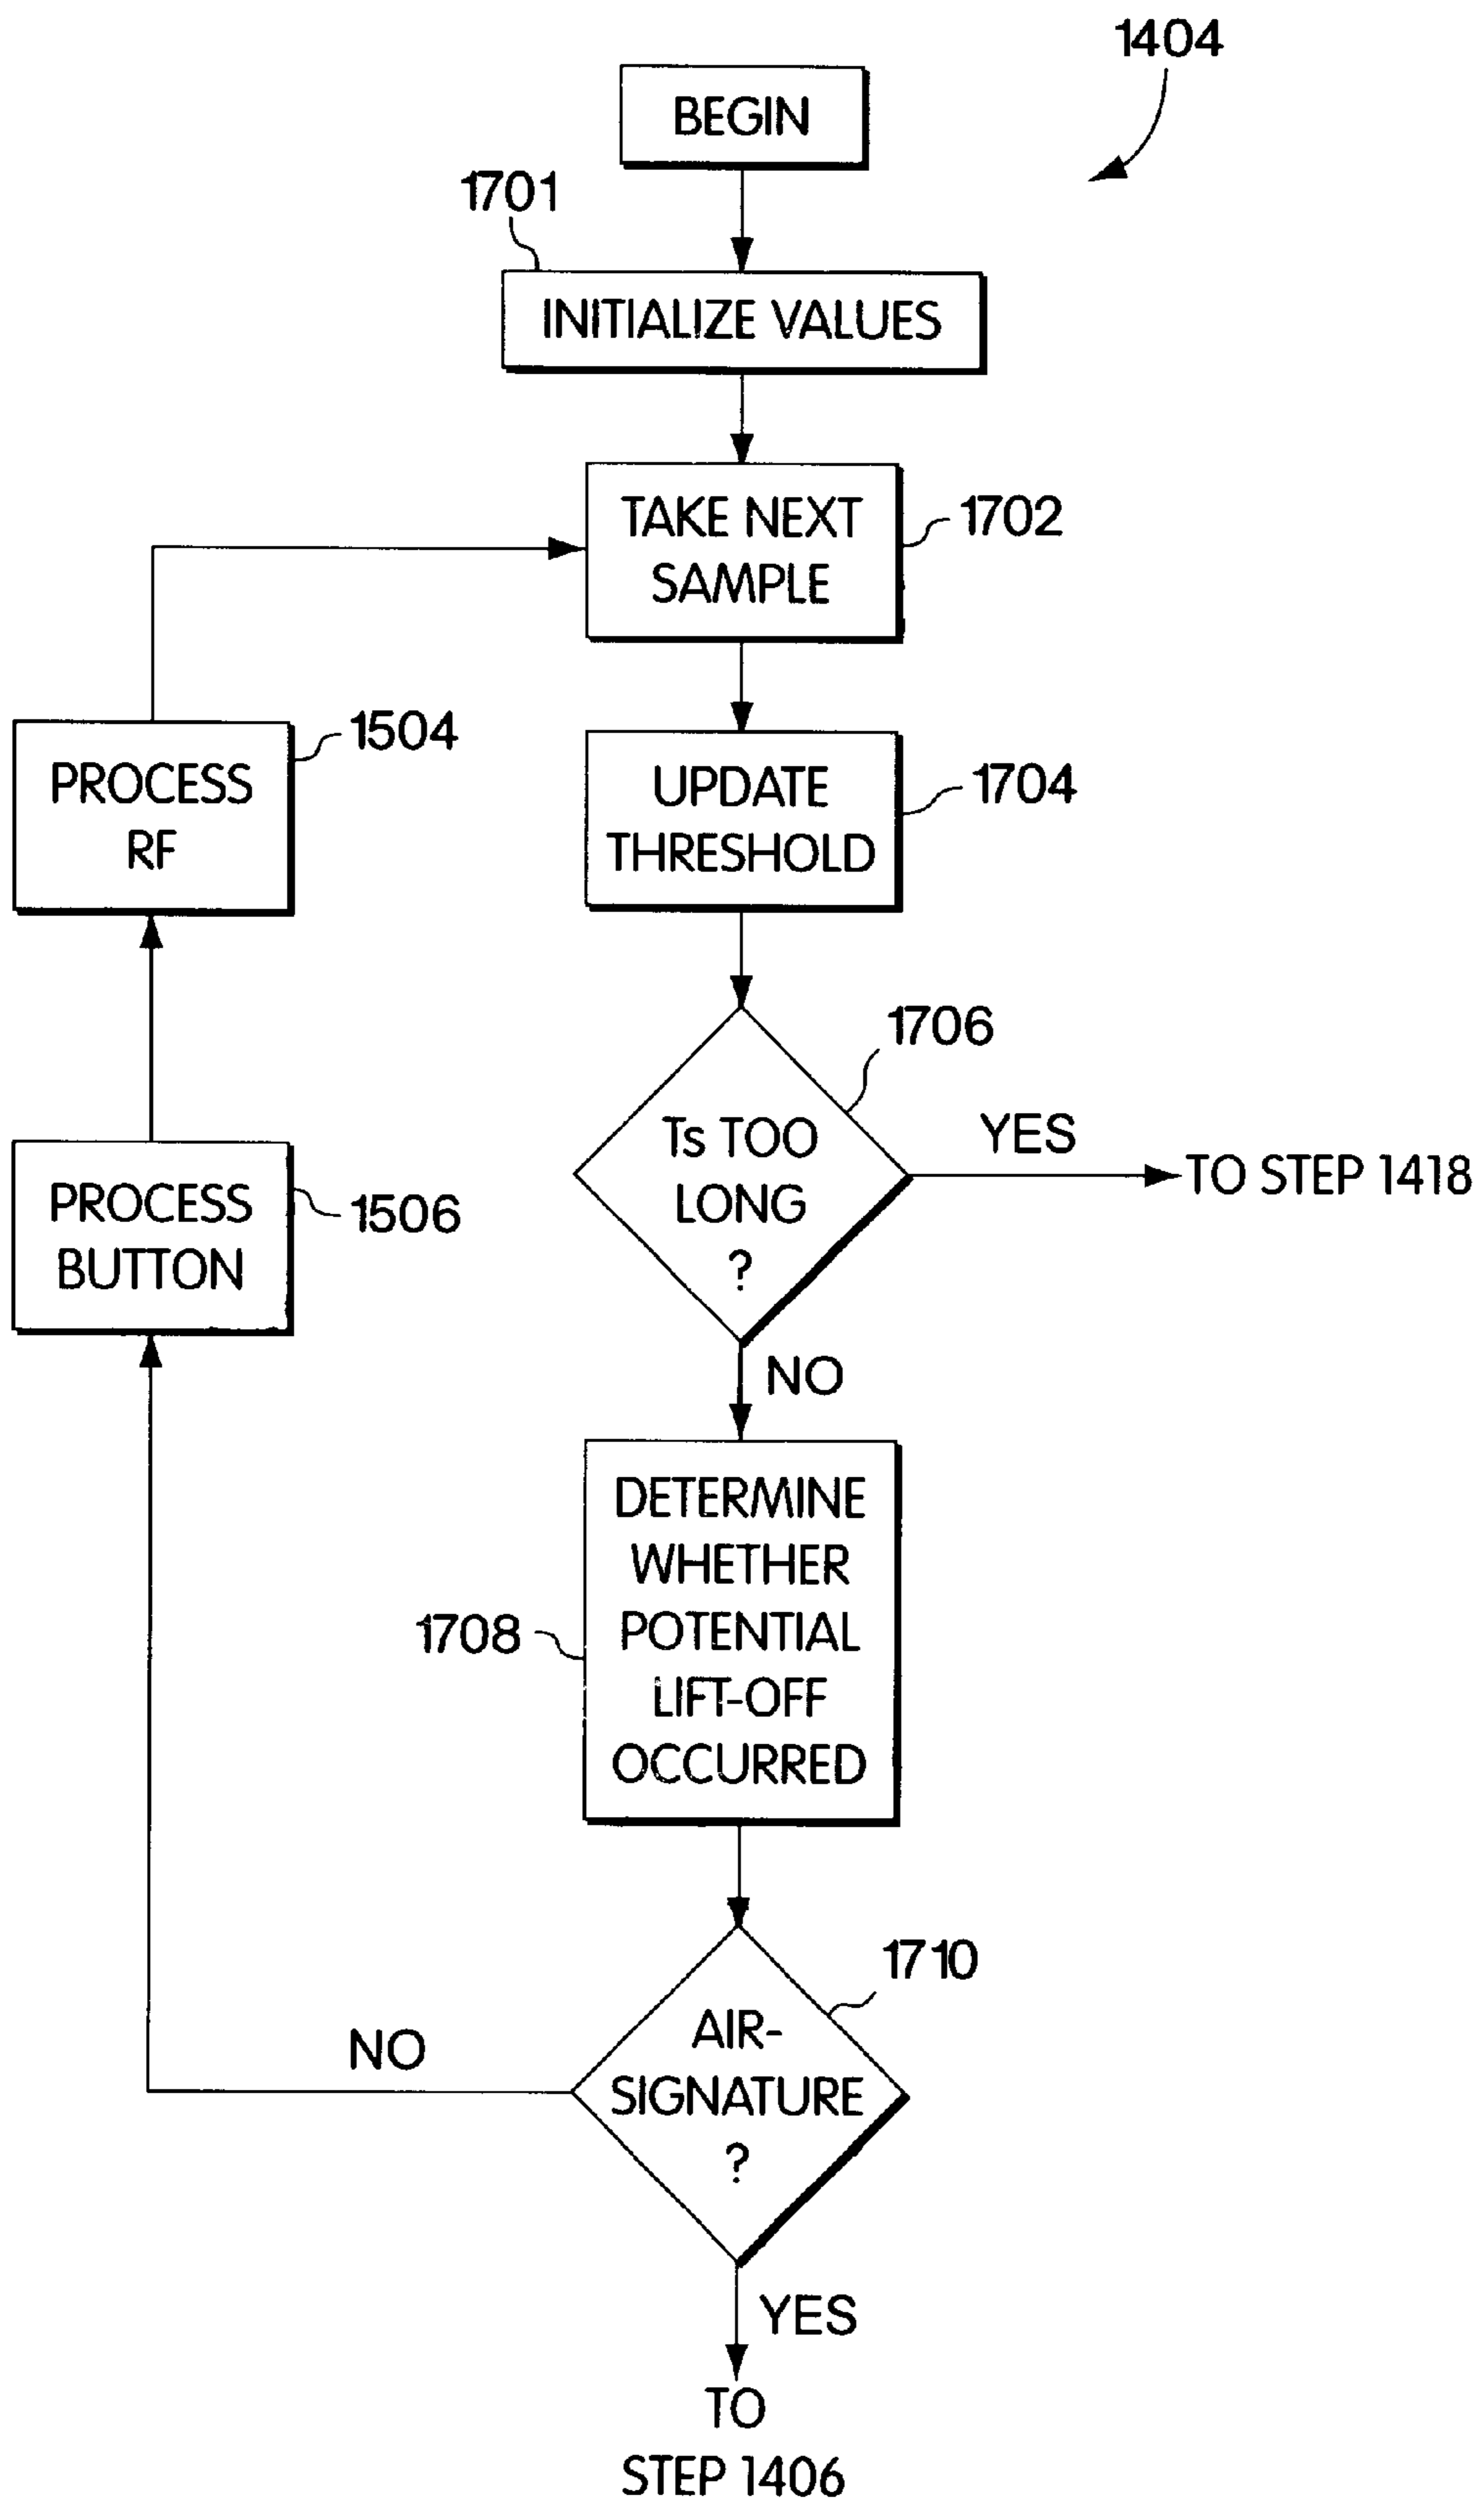 1404
BEGIN
1701
INITIALIZE VALUES
TAKE NEXT
SAMPLE
1702
PROCESS
RF
1504
UPDATE
THRESHOLD
1704
1706
Ts TOO
LONG
?
YES
TO STEP 1418
PROCESS
BUTTON
1506
NO
DETERMINE
WHETHER
POTENTIAL
LIFT-OFF
OCCURRED
1708
1710
AIR-
SIGNATURE
?
NO
YES
TO
STEP 1406